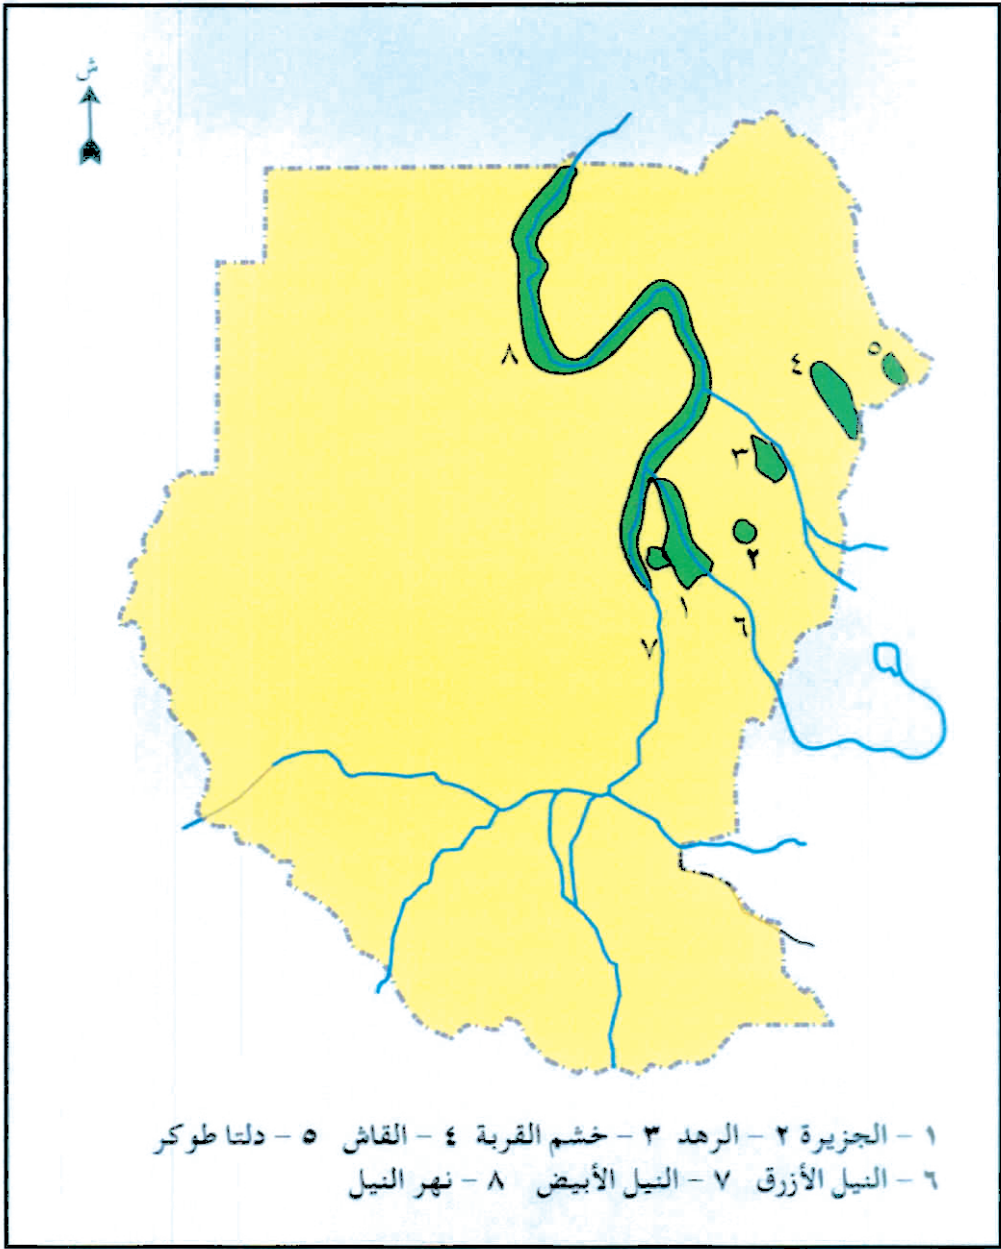 ش
٥
٤
٨
٣
٢
١
٦
٧
١ - الجزيرة ٢ - الرهد ٣ - خشم القربة ٤ - القاش ٥ - دلتا طوكر
٦ - النيل الأزرق ٧ - النيل الأبيض ٨ - نهر النيل